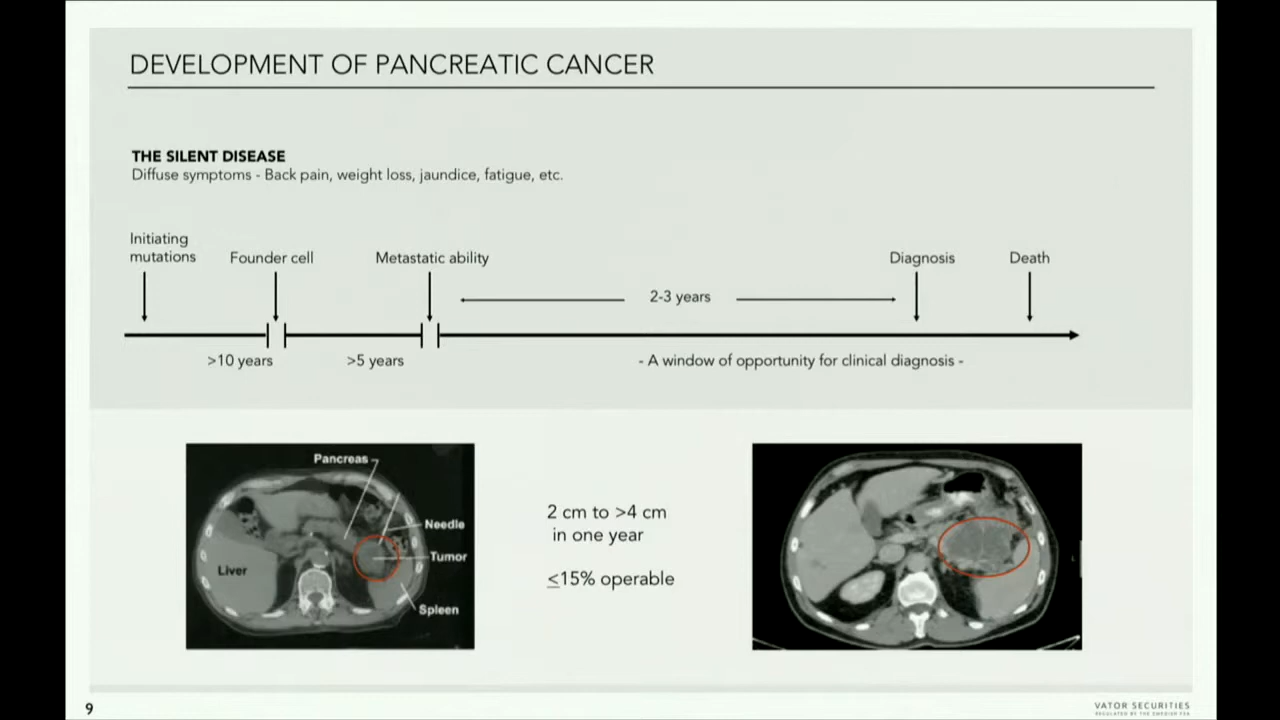 DEVELOPMENT OF PANCREATIC CANCER
THE SILENT DISEASE
Diffuse symptoms - Back pain, weight loss, jaundice, fatigue, etc.
Initiating
mutations
Founder cell
Metastatic ability
Diagnosis
Death
2-3 years
>10 years
>5 years
- A window of opportunity for clinical diagnosis -
Pancreas
Needle
Tumor
Liver
Spleen
2 cm to >4 cm
in one year
≤15% operable
9
VATOR SECURITIES
REGULATED BY THE SWEDISH FSA